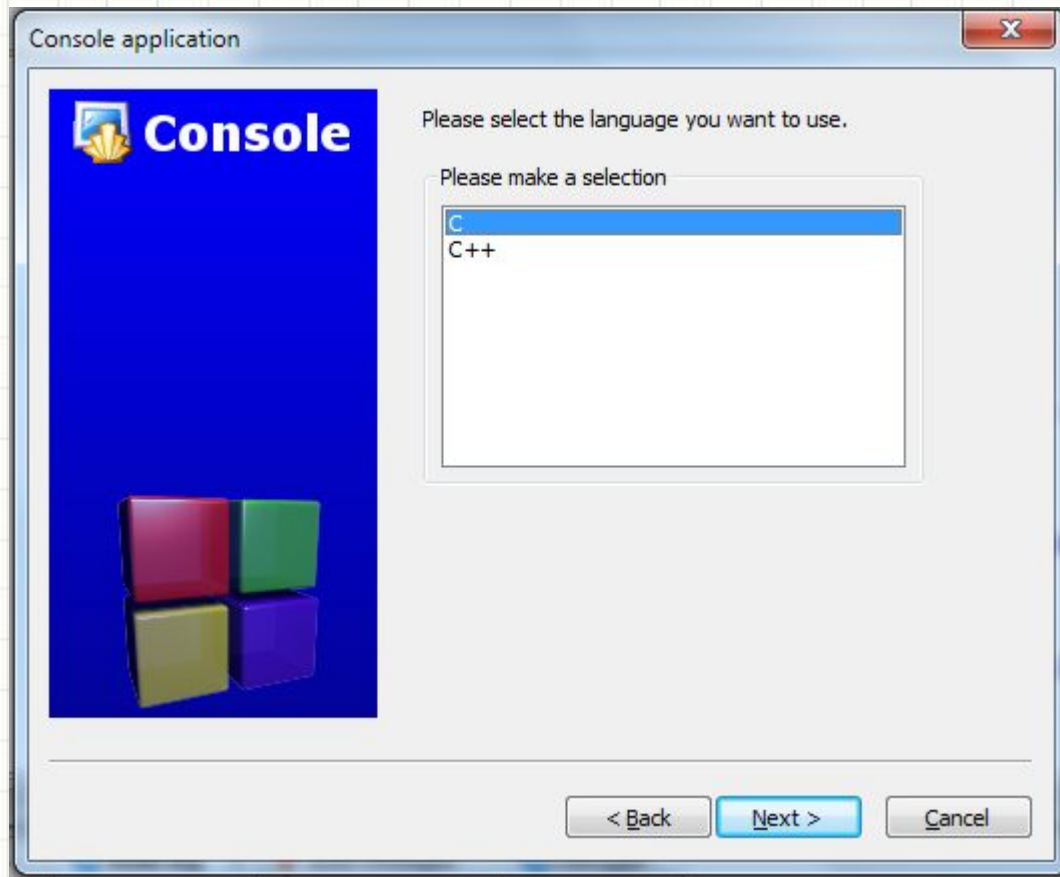 Console application
Console
Please select the language you want to use.
Please make a selection
C
C++
< Back
Next >
Cancel